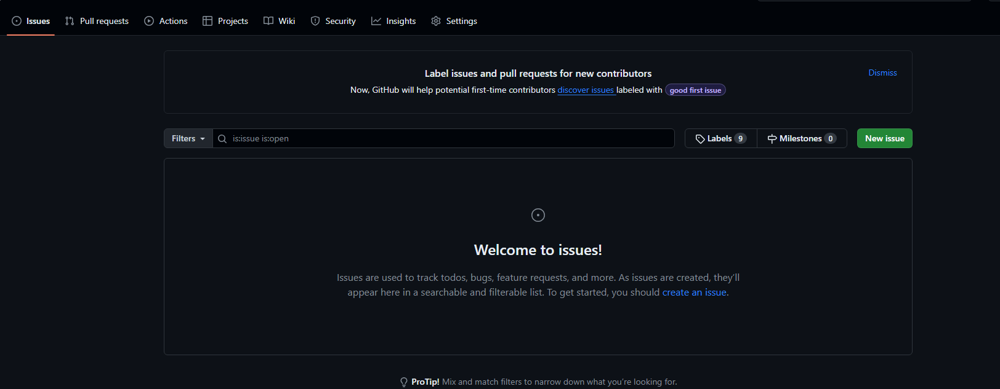 Issues Pull requests Actions Projects Wiki Security Insights Settings
Label issues and pull requests for new contributors
Dismiss
Now, GitHub will help potential first-time contributors discover issues labeled with good first issue
Filters is:issue is:open Labels 9 Milestones 0 New issue
Welcome to issues!
Issues are used to track todos, bugs, feature requests, and more. As issues are created, they’ll
appear here in a searchable and filterable list. To get started, you should create an issue.
ProTip! Mix and match filters to narrow down what you’re looking for.